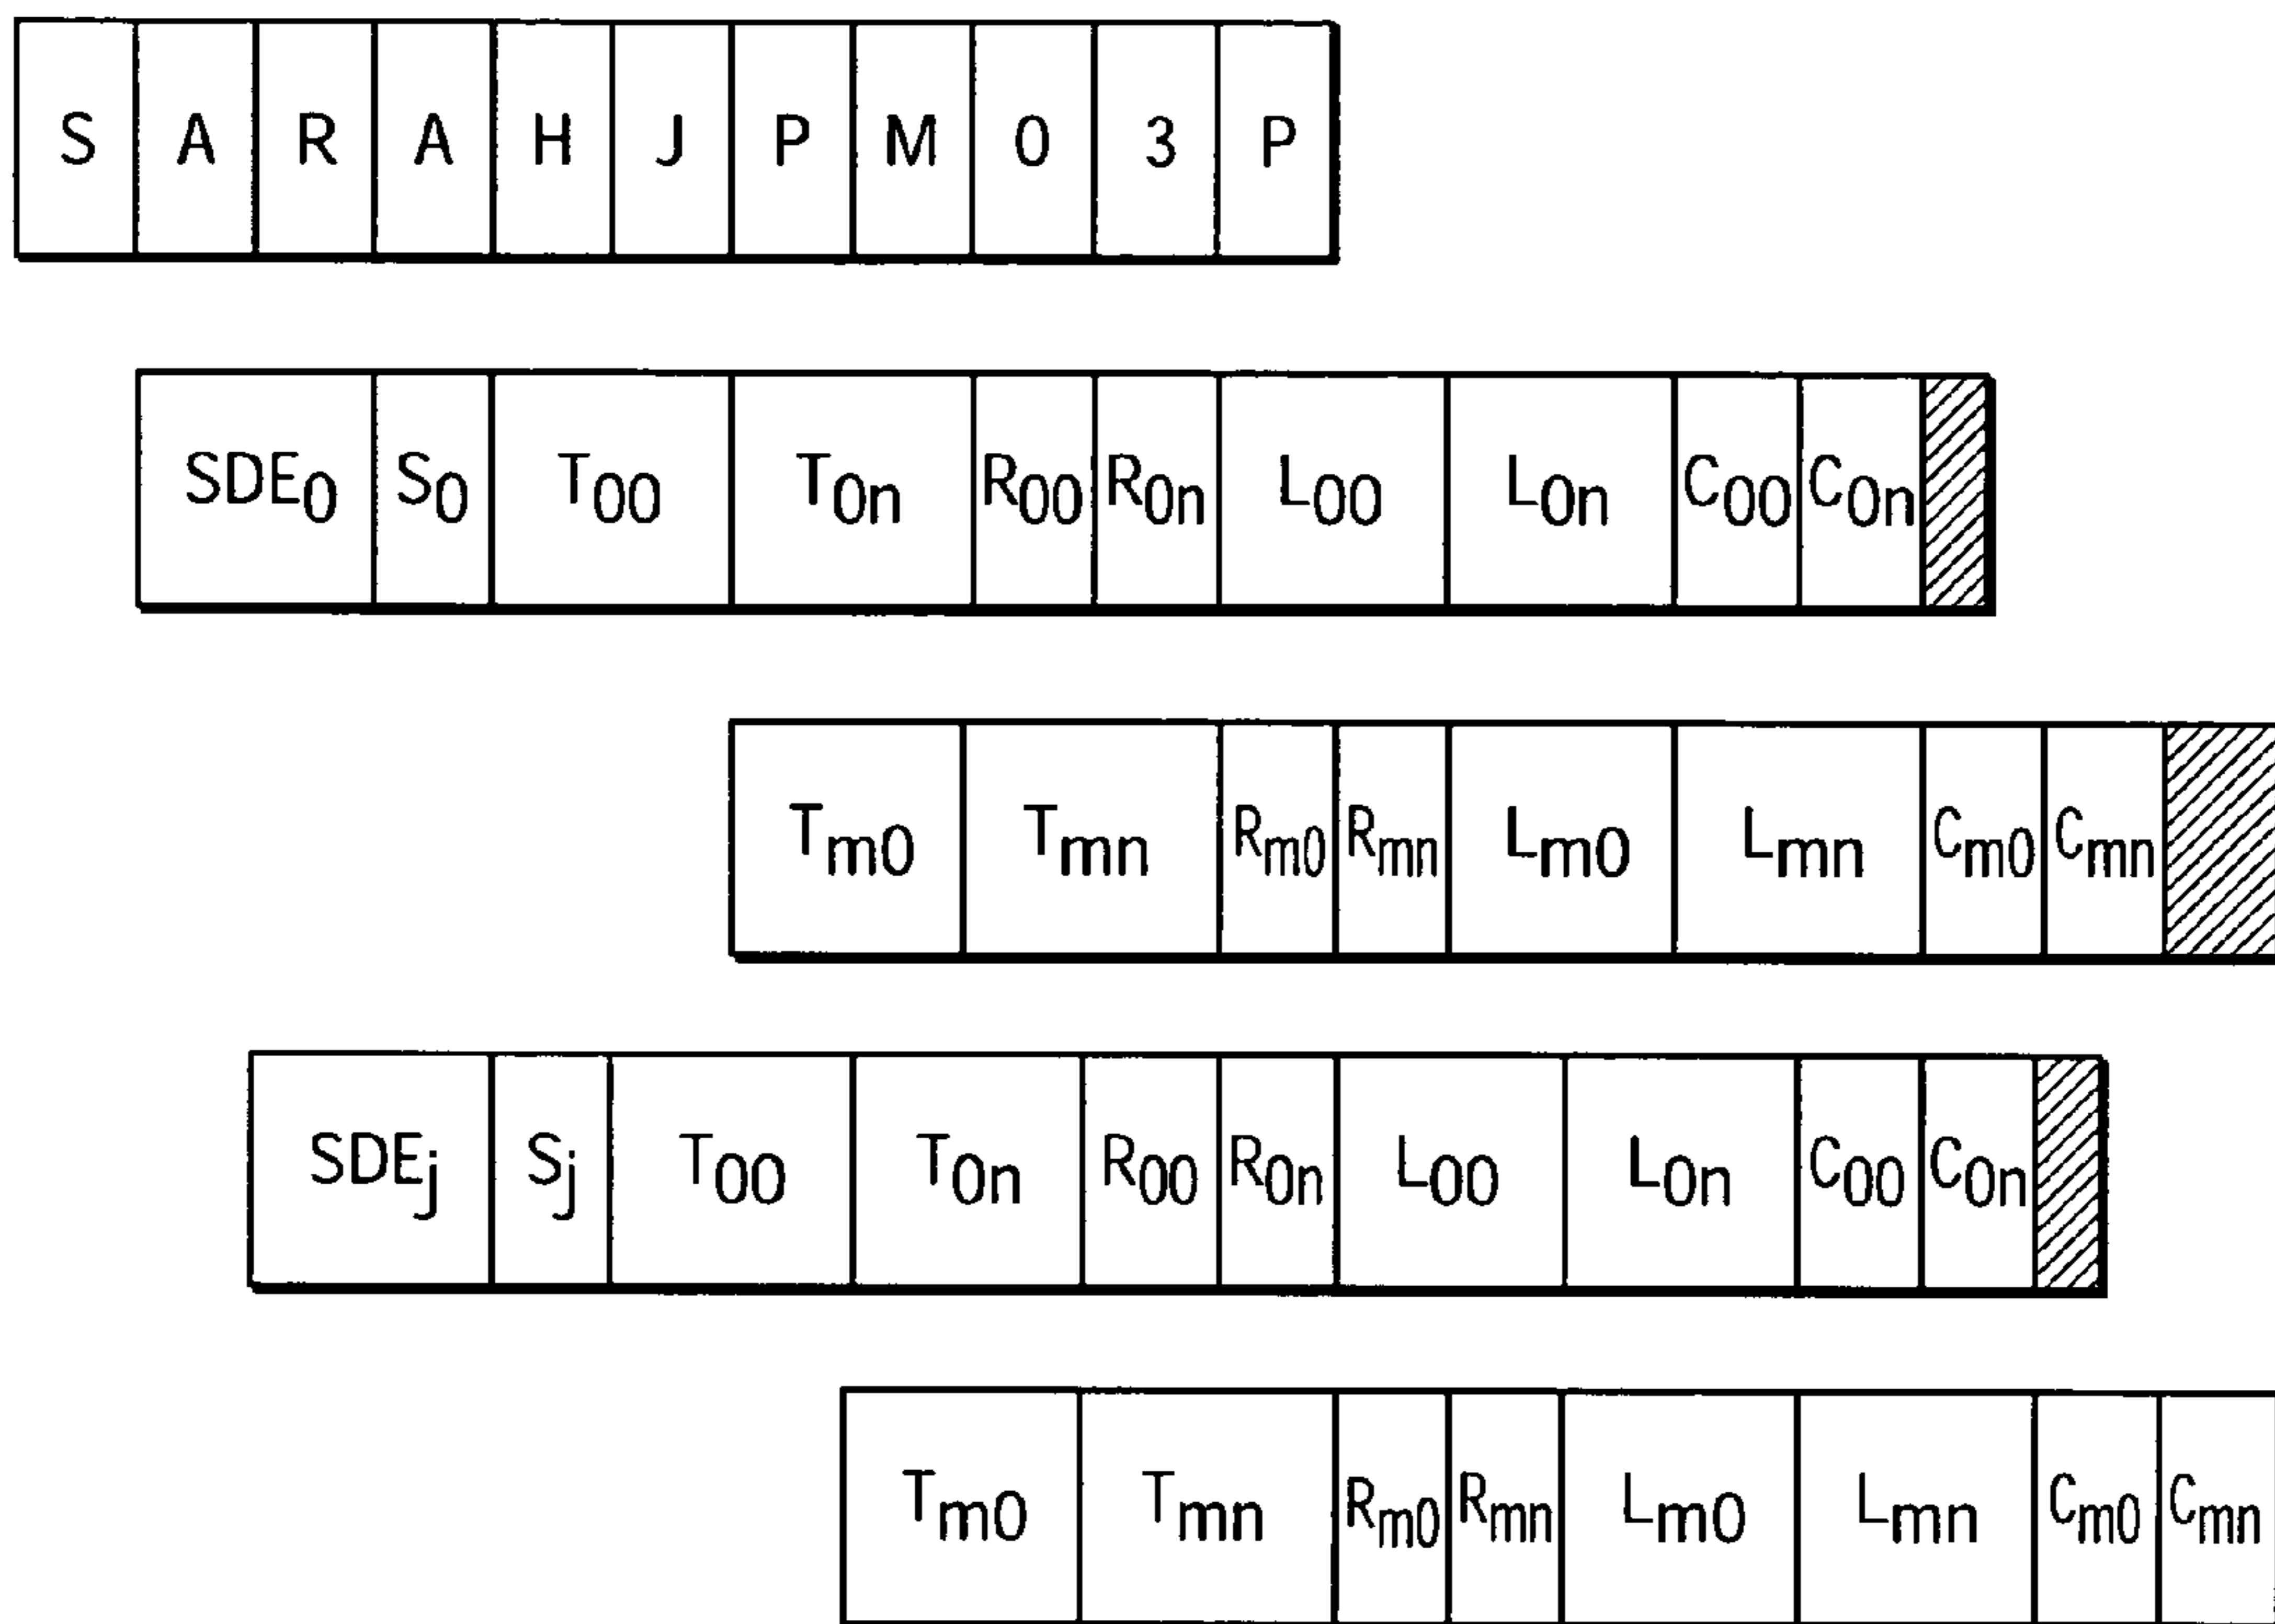 S A R A H J P M 0 3 P
SDE0 S0 T00 T0n R00 R0n L00 L0n C00 C0n
Tm0 Tmn Rm0 Rmn Lm0 Lmn Cm0 Cmn
SDEj Sj T00 T0n R00 R0n L00 L0n C00 C0n
Tm0 Tmn Rm0 Rmn Lm0 Lmn Cm0 Cmn